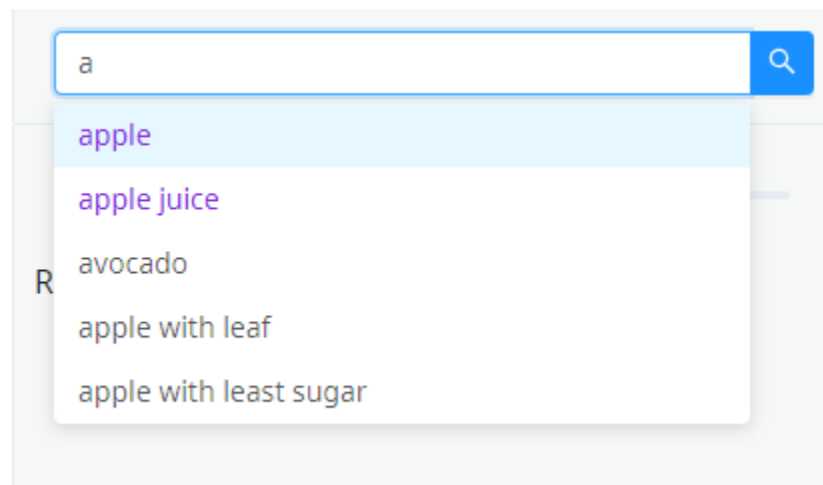 a
apple
apple juice
avocado
R
apple with leaf
apple with least sugar